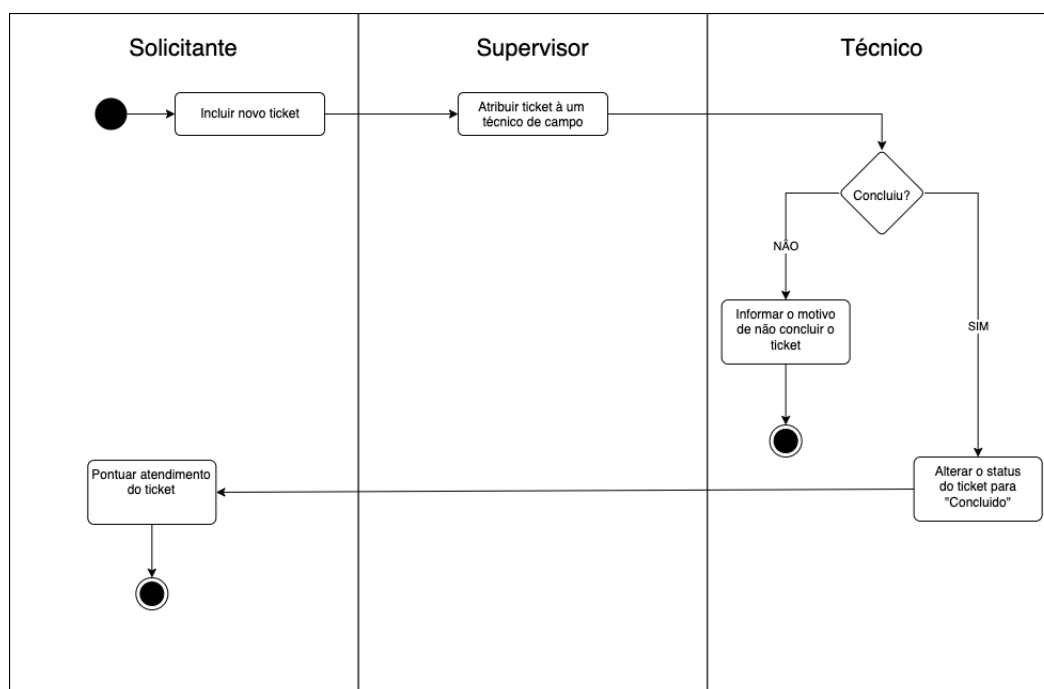 Solicitante
Supervisor
Técnico
Incluir novo ticket
Atribuir ticket à um
técnico de campo
Concluiu?
NÃO
SIM
Informar o motivo
de não concluir o
ticket
Pontuar atendimento
do ticket
Alterar o status
do ticket para
"Concluido"